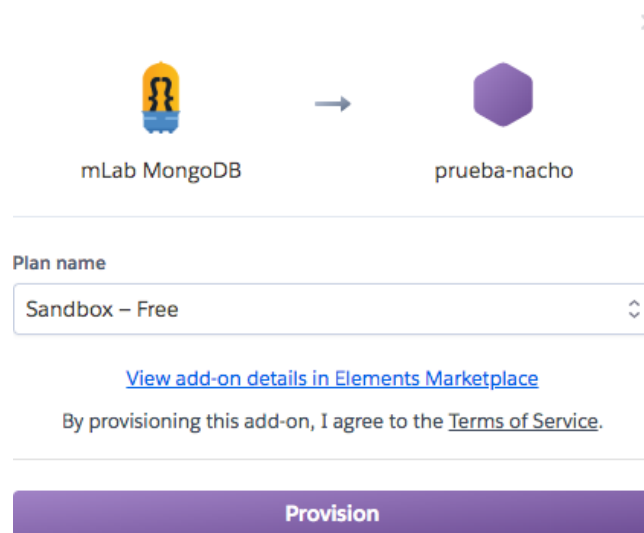 mLab MongoDB
prueba-nacho
Plan name
Sandbox – Free
View add-on details in Elements Marketplace
By provisioning this add-on, I agree to the Terms of Service.
Provision